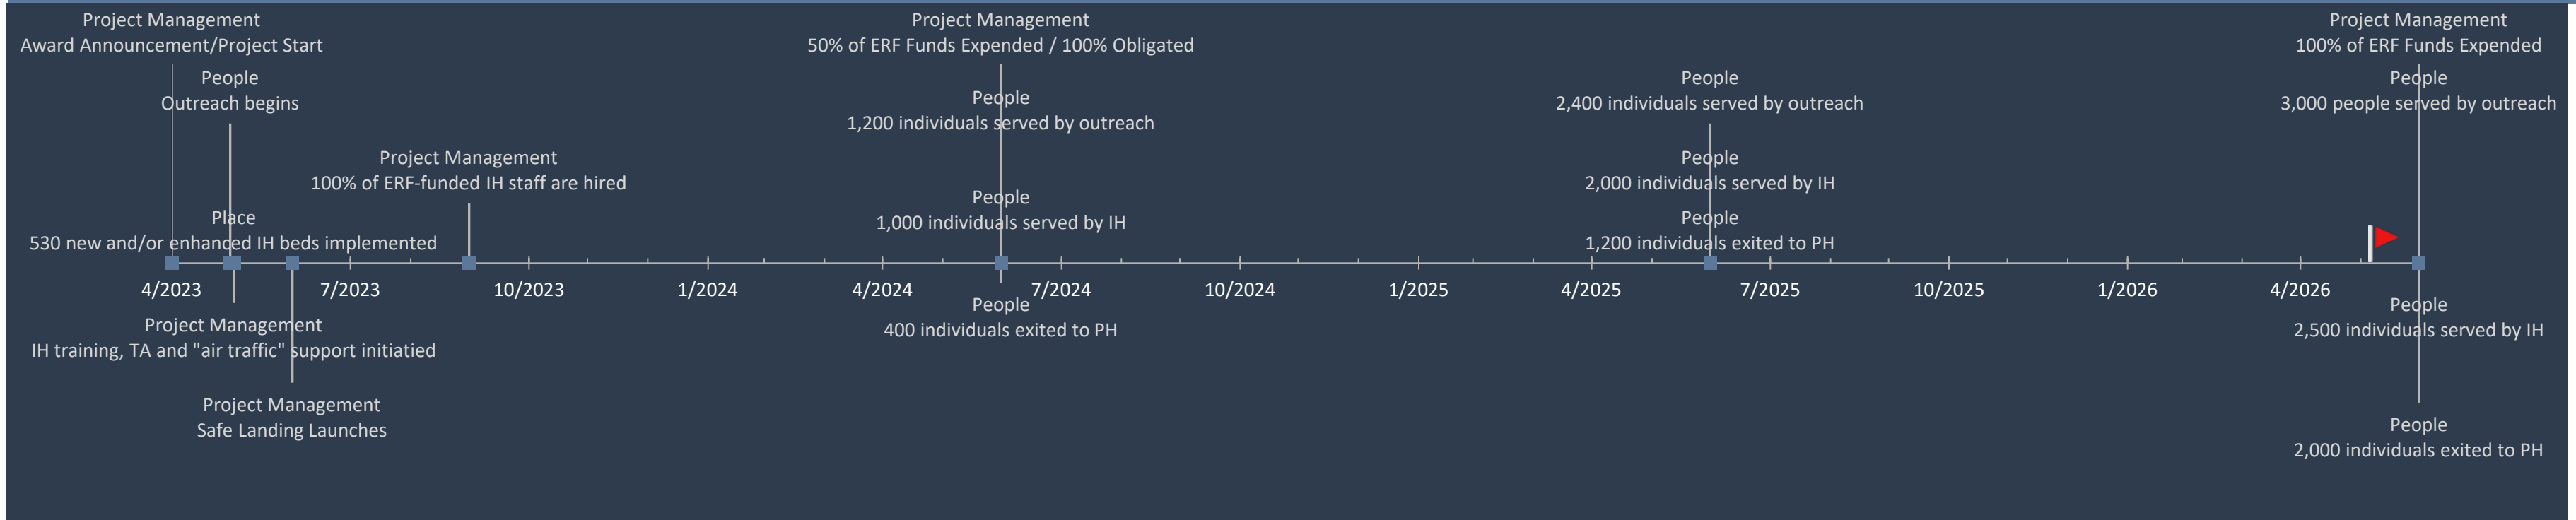 Project Management
Award Announcement/Project Start
People
Outreach begins
Place
530 new and/or enhanced IH beds implemented
Project Management
100% of ERF-funded IH staff are hired
Project Management
50% of ERF Funds Expended / 100% Obligated
People
1,200 individuals served by outreach
People
1,000 individuals served by IH
People
2,400 individuals served by outreach
People
2,000 individuals served by IH
People
1,200 individuals exited to PH
Project Management
100% of ERF Funds Expended
People
3,000 people served by outreach
4/2023
7/2023
10/2023
1/2024
4/2024
7/2024
10/2024
1/2025
4/2025
7/2025
10/2025
1/2026
4/2026
Project Management
IH training, TA and "air traffic" support initiatied
Project Management
Safe Landing Launches
People
400 individuals exited to PH
People
2,500 individuals served by IH
People
2,000 individuals exited to PH